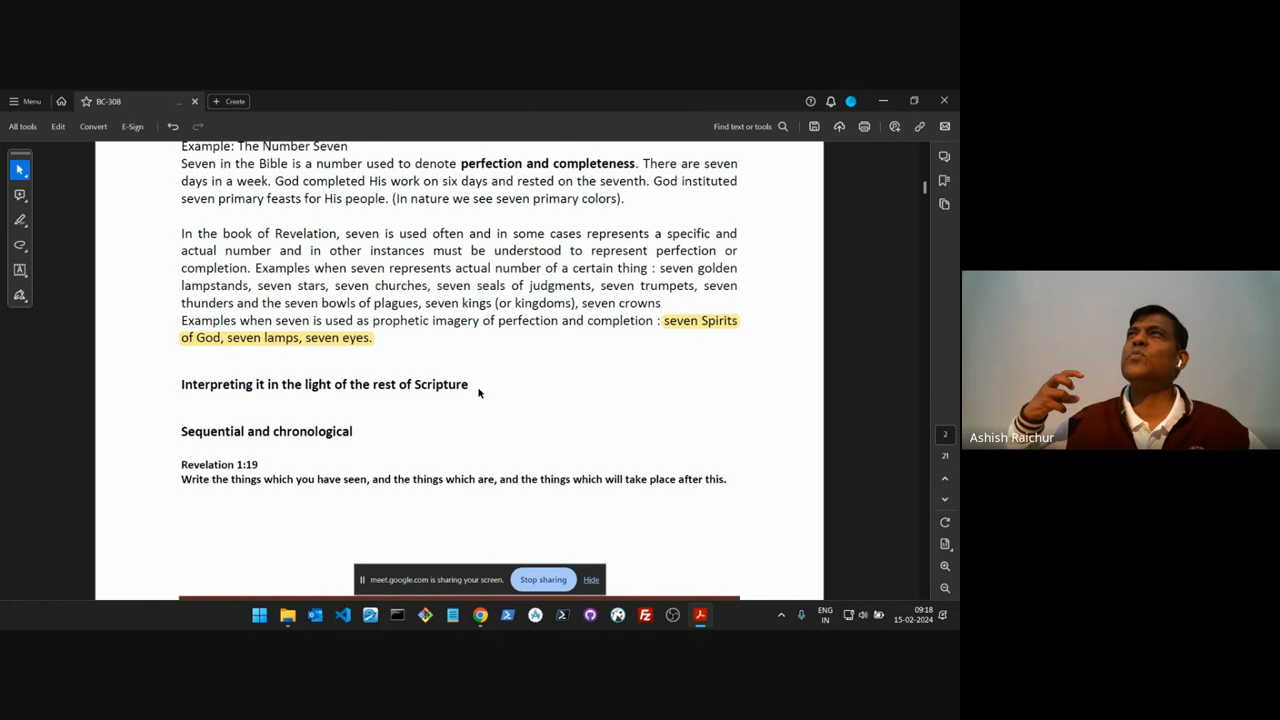 Menu
BC-308
...
Create
All tools
Edit
Convert
E-Sign
Find text or tools
Example: The Number Seven
Seven in the Bible is a number used to denote perfection and completeness. There are seven
days in a week. God completed His work on six days and rested on the seventh. God instituted
seven primary feasts for His people. (In nature we see seven primary colors).
In the book of Revelation, seven is used often and in some cases represents a specific and
actual number and in other instances must be understood to represent perfection or
completion. Examples when seven represents actual number of a certain thing : seven golden
lampstands, seven stars, seven churches, seven seals of judgments, seven trumpets, seven
thunders and the seven bowls of plagues, seven kings (or kingdoms), seven crowns
Examples when seven is used as prophetic imagery of perfection and completion : seven Spirits
of God, seven lamps, seven eyes.
Interpreting it in the light of the rest of Scripture
Sequential and chronological
Revelation 1:19
Write the things which you have seen, and the things which are, and the things which will take place after this.
2
21
Ashish Raichur
meet.google.com is sharing your screen.
Stop sharing
Hide
ENG
IN
09:18
15-02-2024